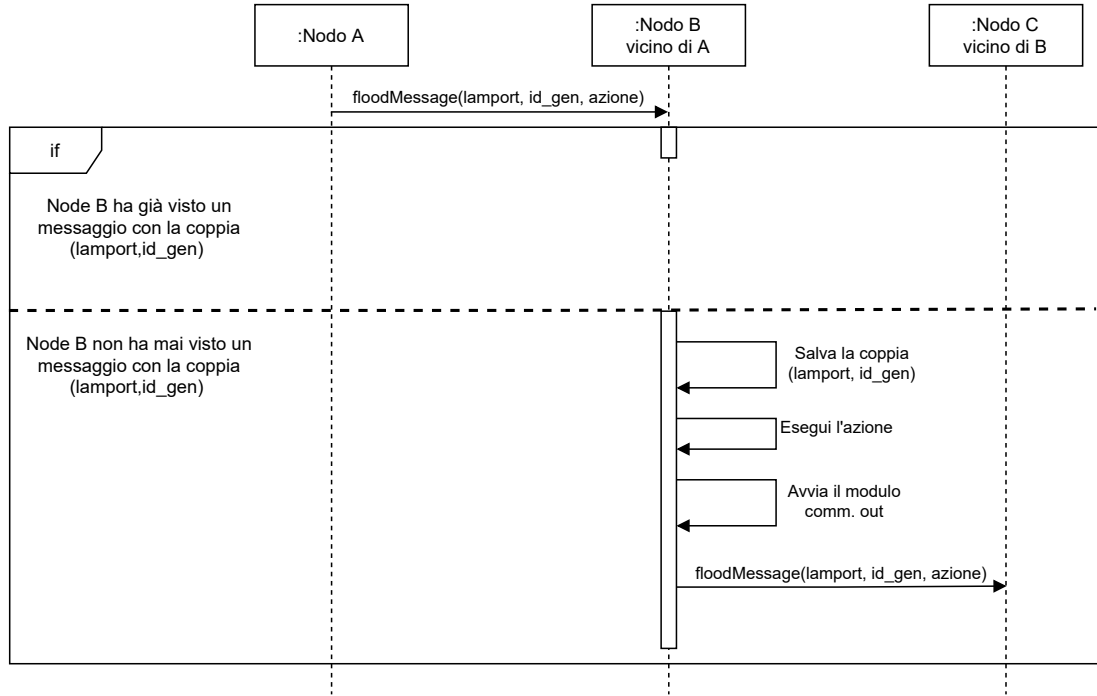 :Nodo A
:Nodo B
vicino di A
:Nodo C
vicino di B
floodMessage(lamport, id_gen, azione)
if
Node B ha già visto un
messaggio con la coppia
(lamport,id_gen)
Node B non ha mai visto un
messaggio con la coppia
(lamport,id_gen)
Salva la coppia
(lamport, id_gen)
Esegui l'azione
Avvia il modulo
comm. out
floodMessage(lamport, id_gen, azione)